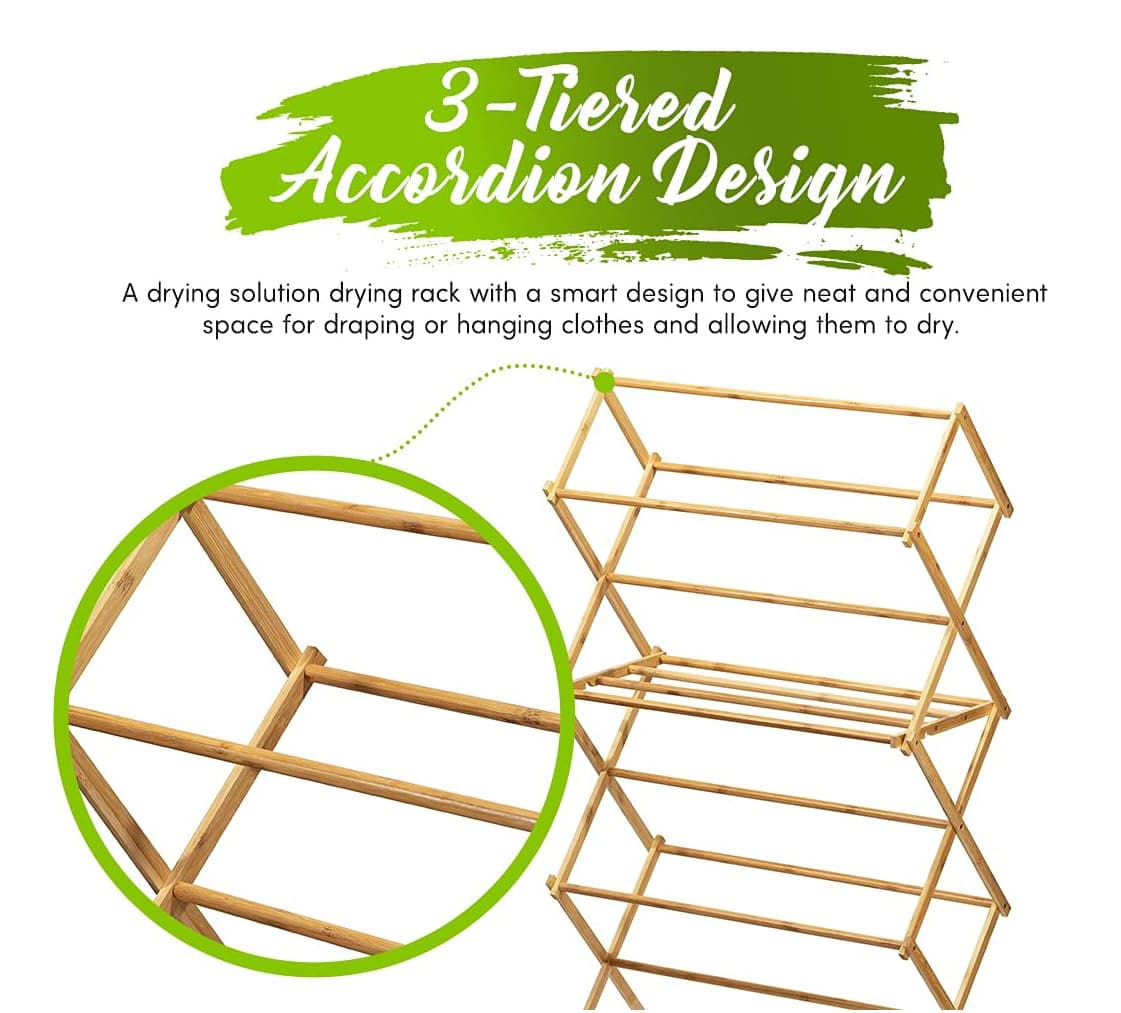 3-Tiered
Accordion Design
A drying solution drying rack with a smart design to give neat and convenient
space for draping or hanging clothes and allowing them to dry.